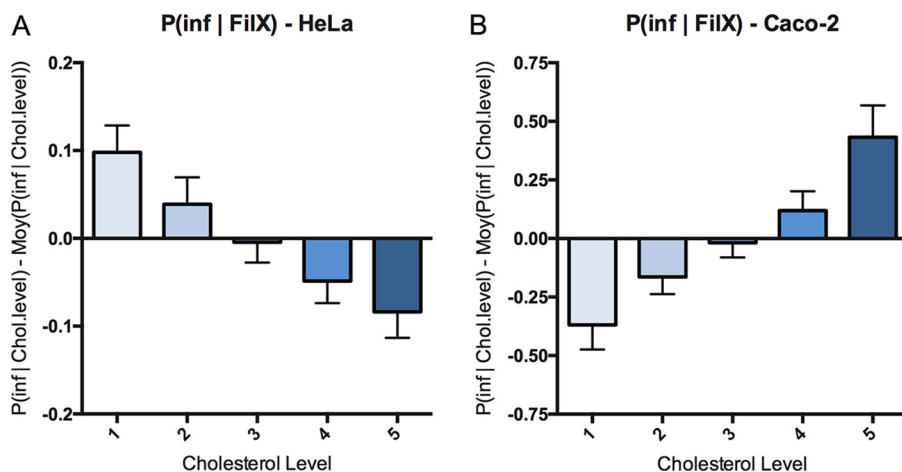 A
P(inf | FilX) - HeLa
P(inf | Chol.level) - Moy(P(inf | Chol.level))
0.2
0.1
0.0
-0.1
-0.2
1
2
3
4
5
Cholesterol Level
B
P(inf | FilX) - Caco-2
P(inf | Chol.level) - Moy(P(inf | Chol.level))
0.75
0.50
0.25
0.00
-0.25
-0.50
-0.75
1
2
3
4
5
Cholesterol Level